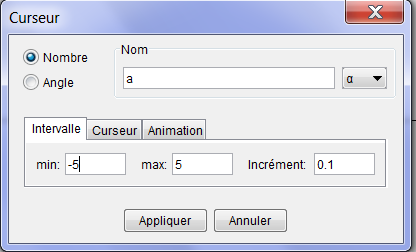 Curseur
Nombre
Angle
Nom
a
α
Intervalle Curseur Animation
min: -5 max: 5 Incrément: 0.1
Appliquer Annuler